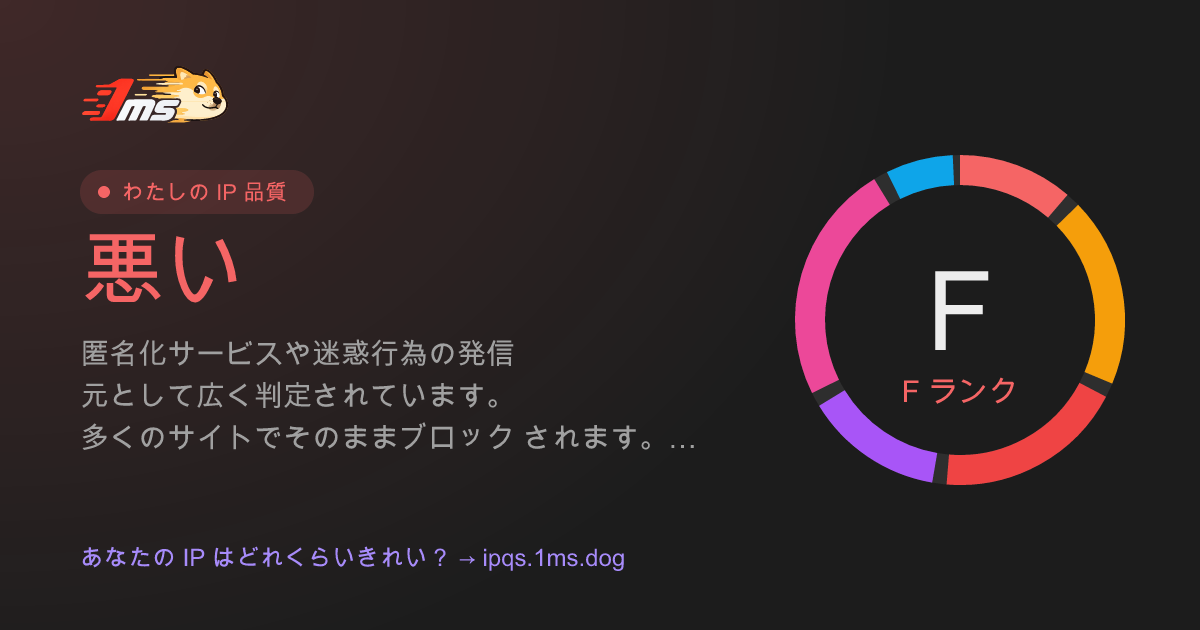 1ms
わたしの IP 品質
悪い
匿名化サービスや迷惑行為の発信
元として広く判定されています。
多くのサイトでそのままブロック されます。...
あなたの IP はどれくらいきれい？ → ipqs.1ms.dog
F
F ランク